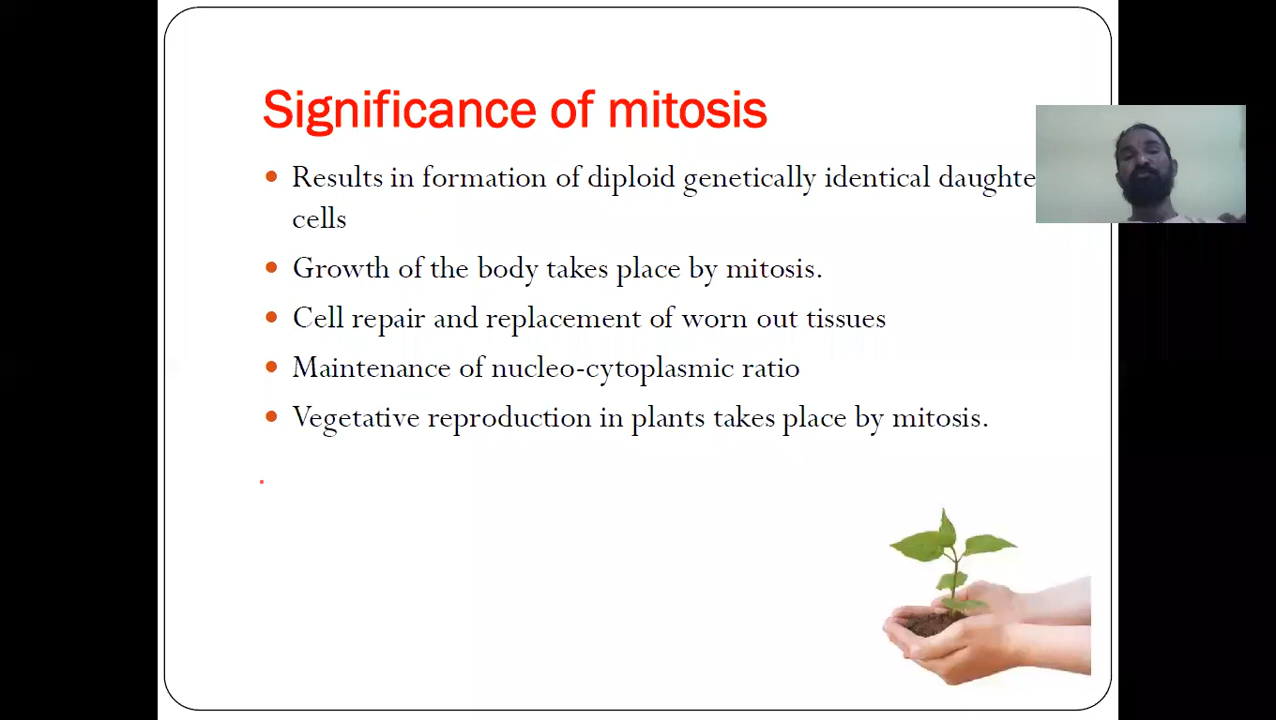 Significance of mitosis
Results in formation of diploid genetically identical daughte
cells
Growth of the body takes place by mitosis.
Cell repair and replacement of worn out tissues
Maintenance of nucleo-cytoplasmic ratio
Vegetative reproduction in plants takes place by mitosis.